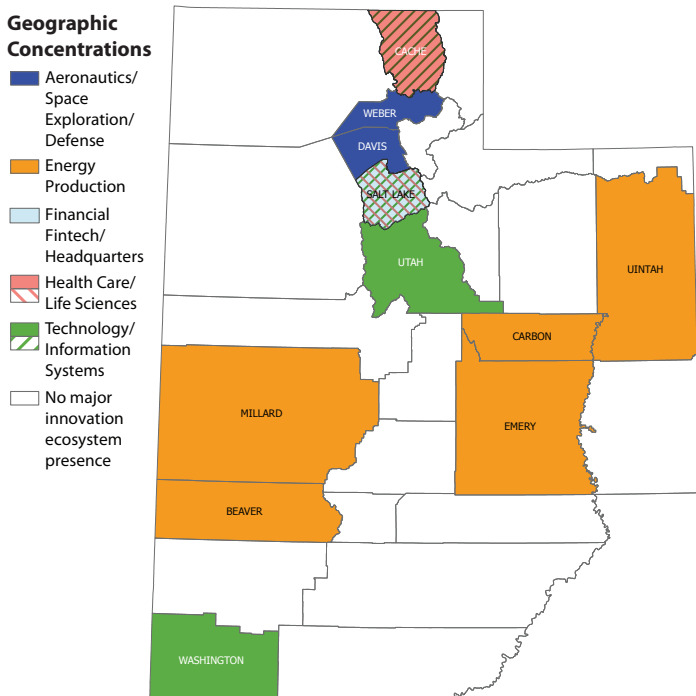 Geographic
Concentrations
Aeronautics/
Space
Exploration/
Defense
Energy
Production
Financial
Fintech/
Headquarters
Health Care/
Life Sciences
Technology/
Information
Systems
No major
innovation
ecosystem
presence
CACHE
WEBER
DAVIS
SALT LAKE
UTAH
UINTAH
CARBON
MILLARD
EMERY
BEAVER
WASHINGTON